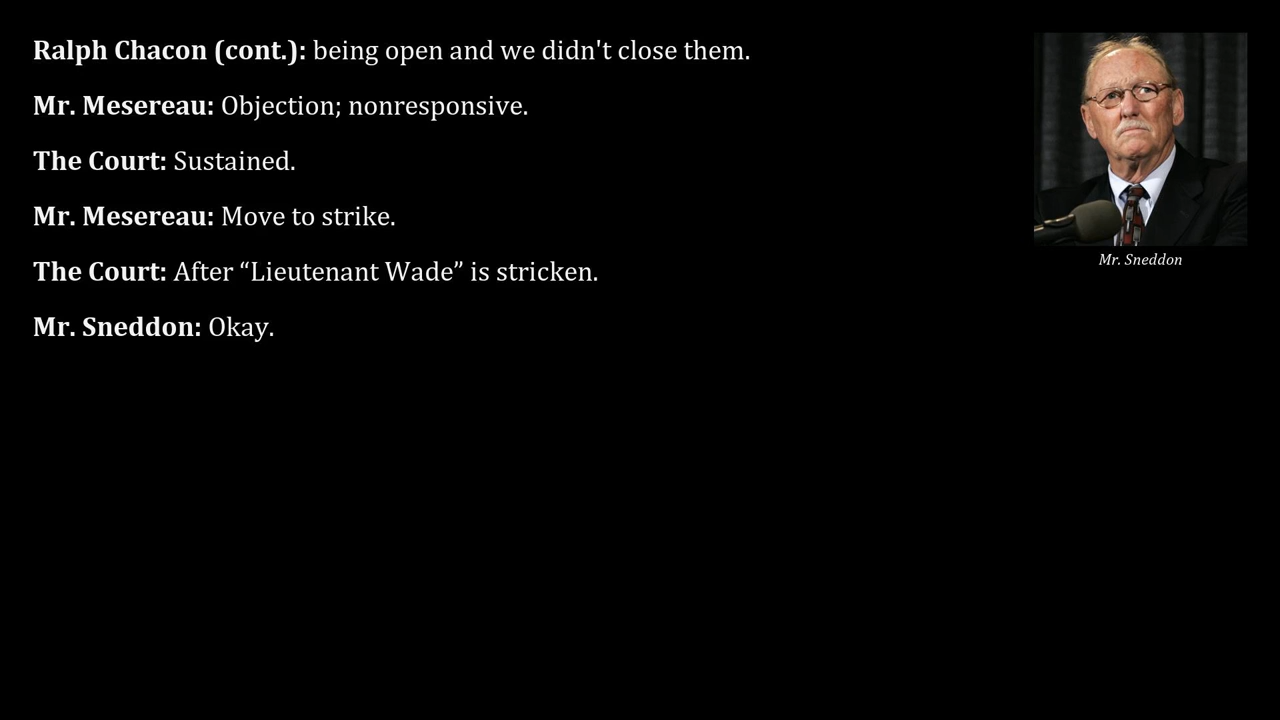 Ralph Chacon (cont.): being open and we didn't close them.
Mr. Mesereau: Objection; nonresponsive.
The Court: Sustained.
Mr. Mesereau: Move to strike.
The Court: After “Lieutenant Wade” is stricken.
Mr. Sneddon: Okay.
Mr. Sneddon